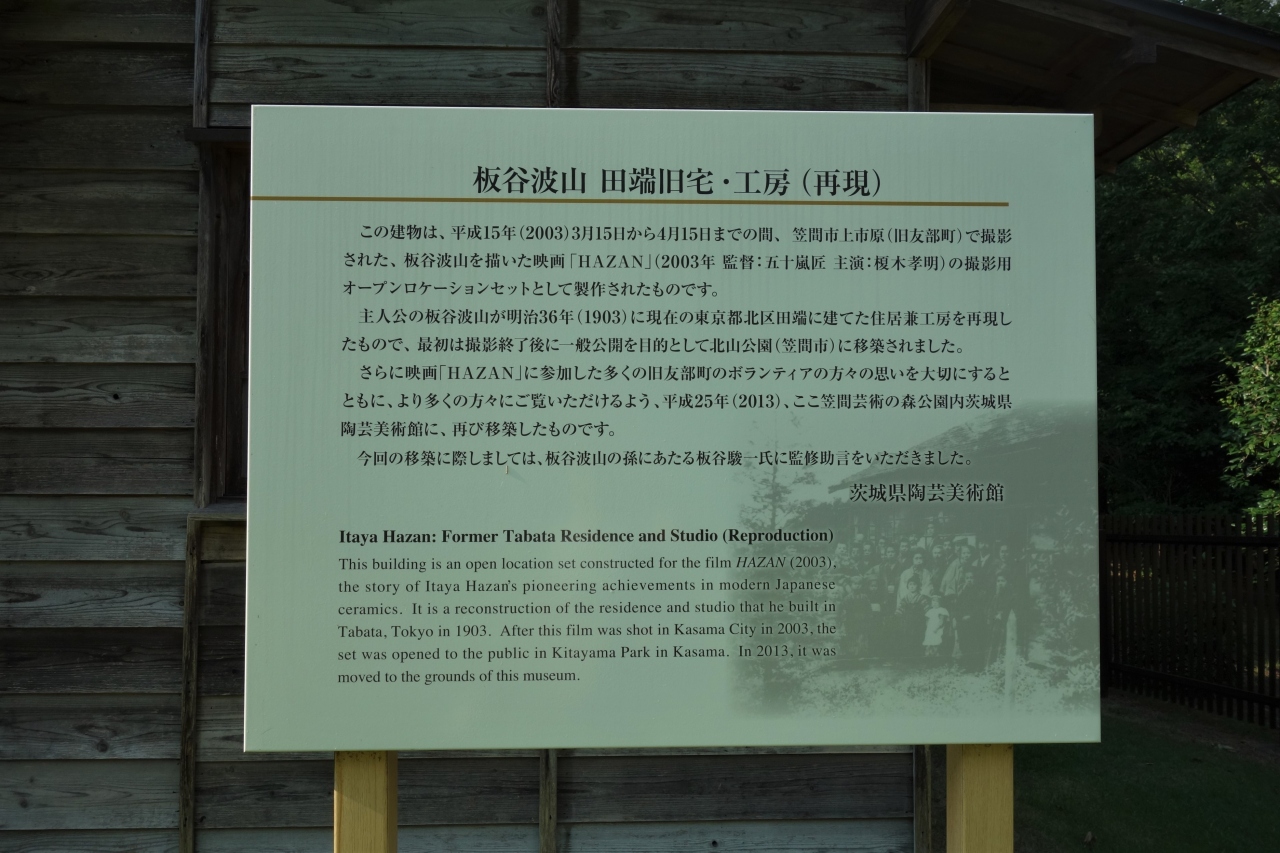 板谷波山 田端旧宅・工房（再現）
この建物は、平成15年（2003）3月15日から4月15日までの間、笠間市上市原（旧友部町）で撮影
された、板谷波山を描いた映画「HAZAN」（2003年 監督：五十嵐匠 主演：榎木孝明）の撮影用
オープンロケーションセットとして製作されたものです。
主人公の板谷波山が明治36年（1903）に現在の東京都北区田端に建てた住居兼工房を再現し
たもので、最初は撮影終了後に一般公開を目的として北山公園（笠間市）に移築されました。
さらに映画「HAZAN」に参加した多くの旧友部町のボランティアの方々の思いを大切にすると
ともに、より多くの方々にご覧いただけるよう、平成25年（2013）、ここ笠間芸術の森公園内茨城県
陶芸美術館に、再び移築したものです。
今回の移築に際しましては、板谷波山の孫にあたる板谷駿一氏に監修助言をいただきました。
茨城県陶芸美術館
Itaya Hazan: Former Tabata Residence and Studio (Reproduction)
This building is an open location set constructed for the film HAZAN (2003),
the story of Itaya Hazan's pioneering achievements in modern Japanese
ceramics. It is a reconstruction of the residence and studio that he built in
Tabata, Tokyo in 1903. After this film was shot in Kasama City in 2003, the
set was opened to the public in Kitayama Park in Kasama. In 2013, it was
moved to the grounds of this museum.